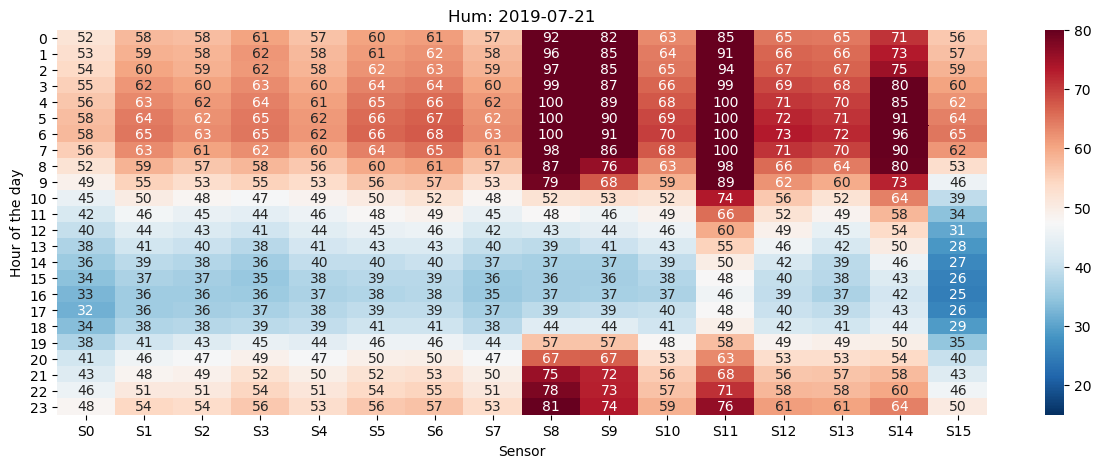 Hum: 2019-07-21
Hour of the day
0 52 58 58 61 57 60 61 57 92 82 63 85 65 65 71 56
1 53 59 58 62 58 61 62 58 96 85 64 91 66 66 73 57
2 54 60 59 62 58 62 63 59 97 85 65 94 67 67 75 59
3 55 62 60 63 60 64 64 60 99 87 66 99 69 68 80 60
4 56 63 62 64 61 65 66 62 100 89 68 100 71 70 85 62
5 58 64 62 65 62 66 67 62 100 90 69 100 72 71 91 64
6 58 65 63 65 62 66 68 63 100 91 70 100 73 72 96 65
7 56 63 61 62 60 64 65 61 98 86 68 100 71 70 90 62
8 52 59 57 58 56 60 61 57 87 76 63 98 66 64 80 53
9 49 55 53 55 53 56 57 53 79 68 59 89 62 60 73 46
10 45 50 48 47 49 50 52 48 52 53 52 74 56 52 64 39
11 42 46 45 44 46 48 49 45 48 46 49 66 52 49 58 34
12 40 44 43 41 44 45 46 42 43 44 46 60 49 45 54 31
13 38 41 40 38 41 43 43 40 39 41 43 55 46 42 50 28
14 36 39 38 36 40 40 40 37 37 37 39 50 42 39 46 27
15 34 37 37 35 38 39 39 36 36 36 38 48 40 38 43 26
16 33 36 36 36 37 38 38 35 37 37 37 46 39 37 42 25
17 32 36 36 37 38 39 39 37 39 39 40 48 40 39 43 26
18 34 38 38 39 39 41 41 38 44 44 41 49 42 41 44 29
19 38 41 43 45 44 46 46 44 57 57 48 58 49 49 50 35
20 41 46 47 49 47 50 50 47 67 67 53 63 53 53 54 40
21 43 48 49 52 50 52 53 50 75 72 56 68 56 57 58 43
22 46 51 51 54 51 54 55 51 78 73 57 71 58 58 60 46
23 48 54 54 56 53 56 57 53 81 74 59 76 61 61 64 50
S0 S1 S2 S3 S4 S5 S6 S7 S8 S9 S10 S11 S12 S13 S14 S15
Sensor
80
70
60
50
40
30
20